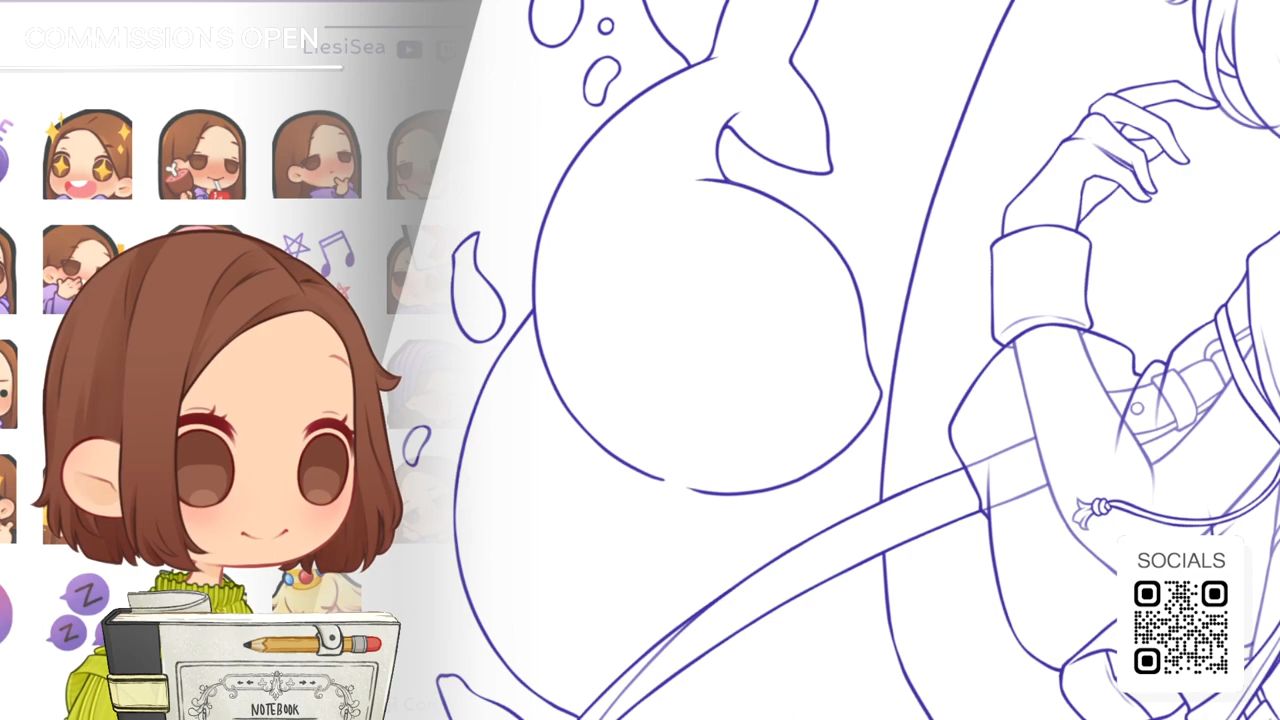 COMMISSIONS OPEN
LiesiSea
Z
Z
NOTEBOOK
SOCIALS